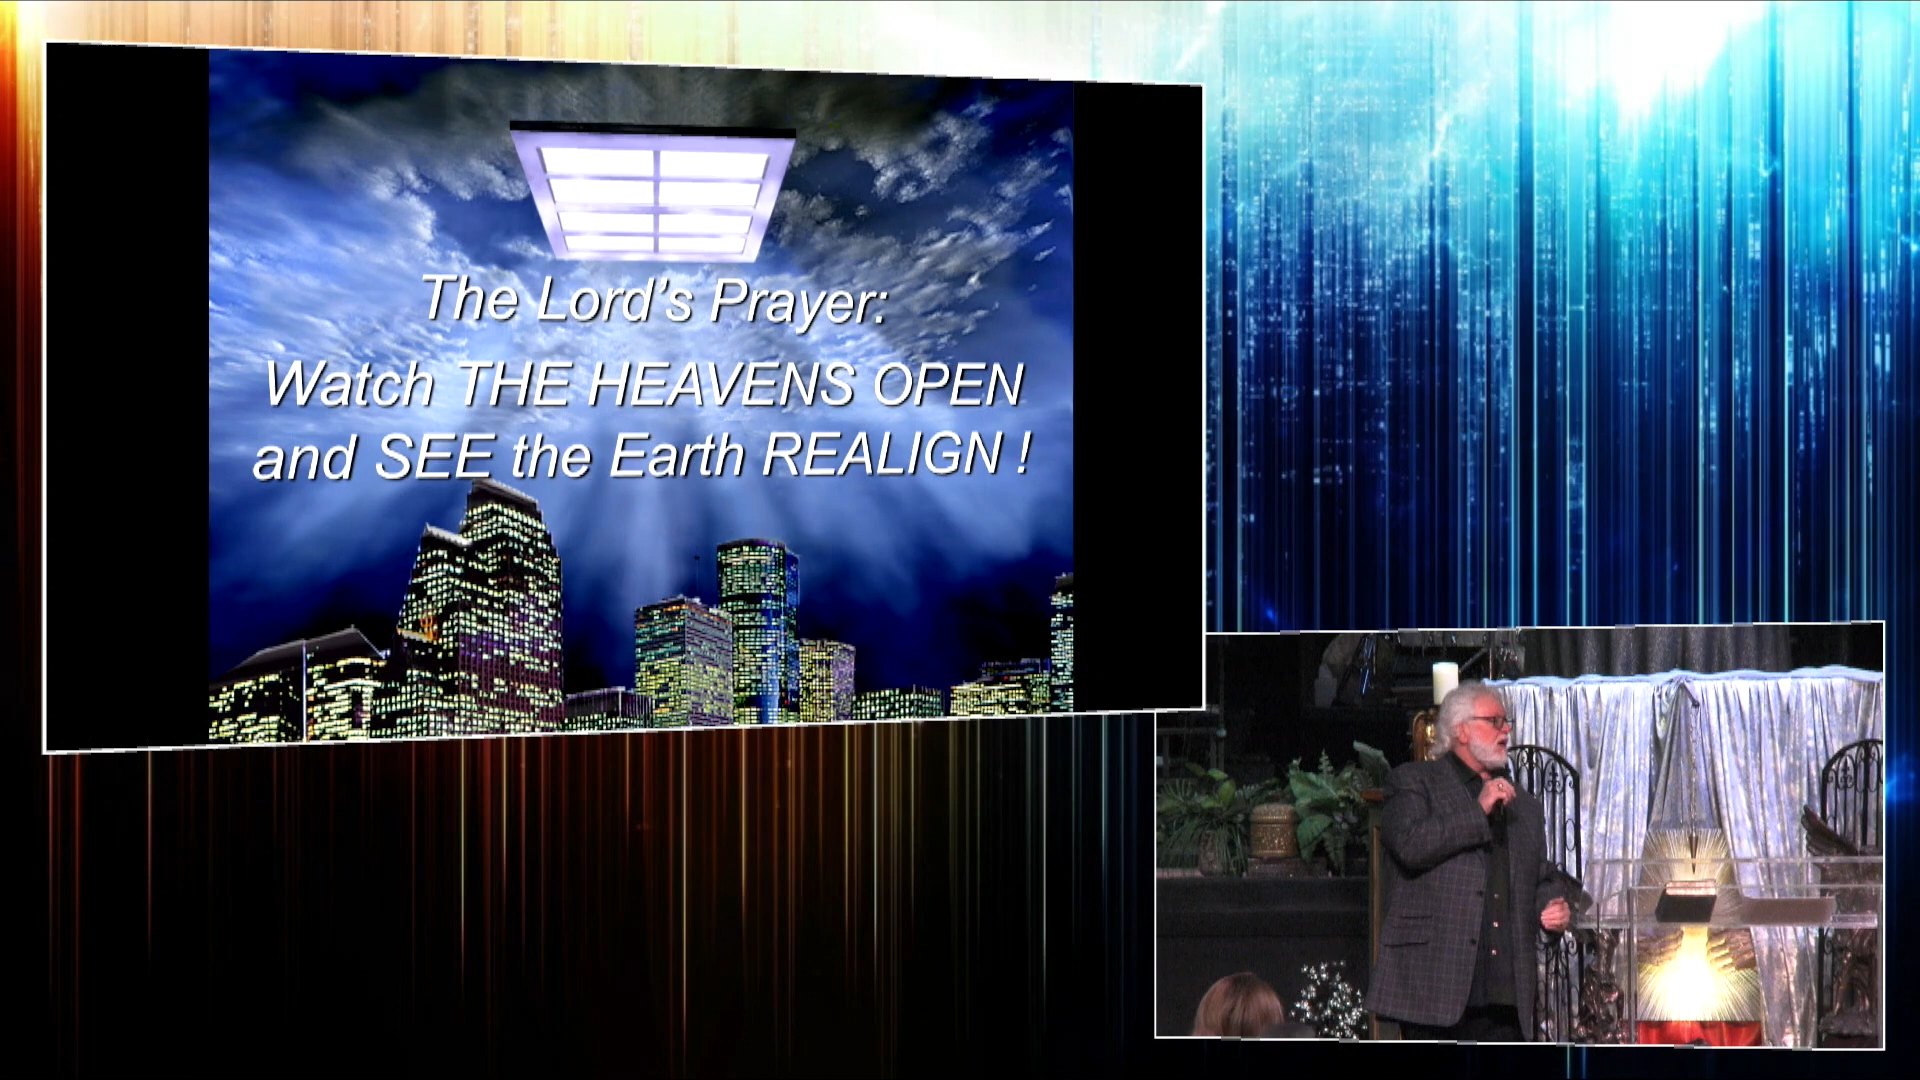 The Lord's Prayer:
Watch THE HEAVENS OPEN
and SEE the Earth REALIGN !